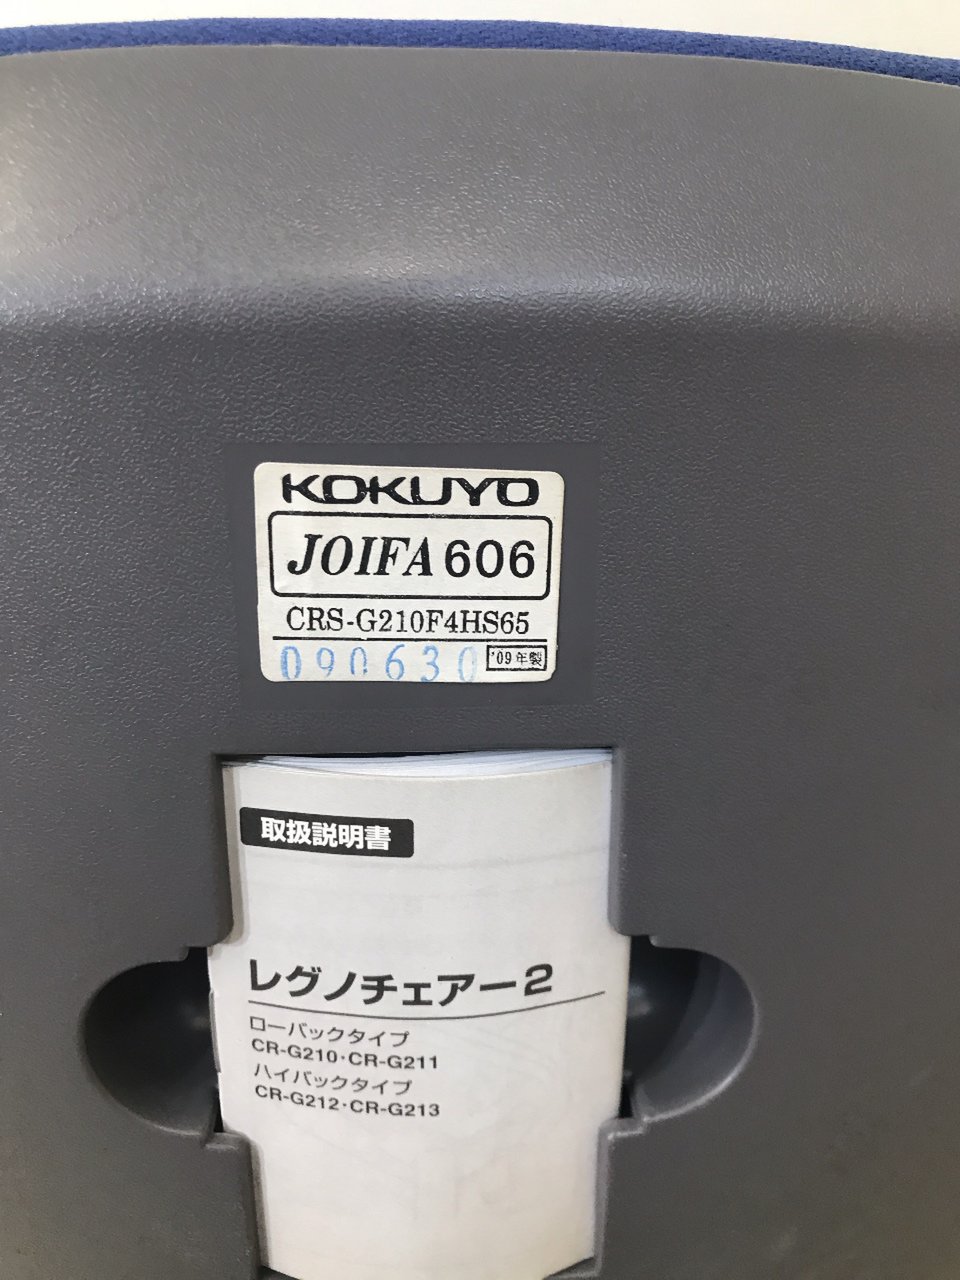 KOKUYO
JOIFA 606
CRS-G210F4HS65
090630 '09年製
取扱説明書
レグノチェアー2
ローバックタイプ
CR-G210・CR-G211
ハイバックタイプ
CR-G212・CR-G213